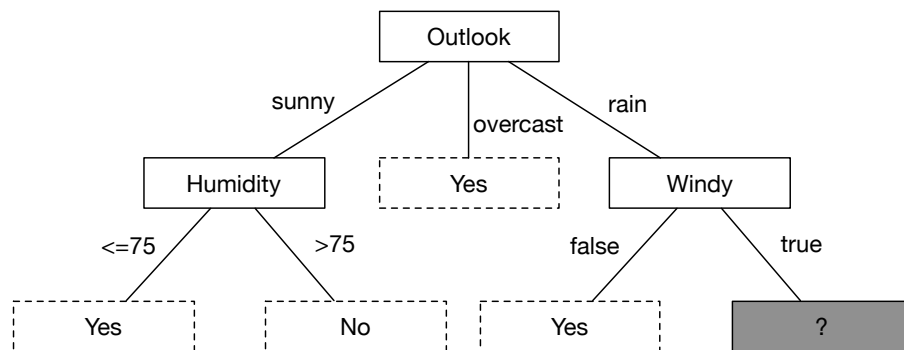 Outlook
sunny
overcast
rain
Humidity
Yes
Windy
<=75
>75
false
true
Yes
No
Yes
?